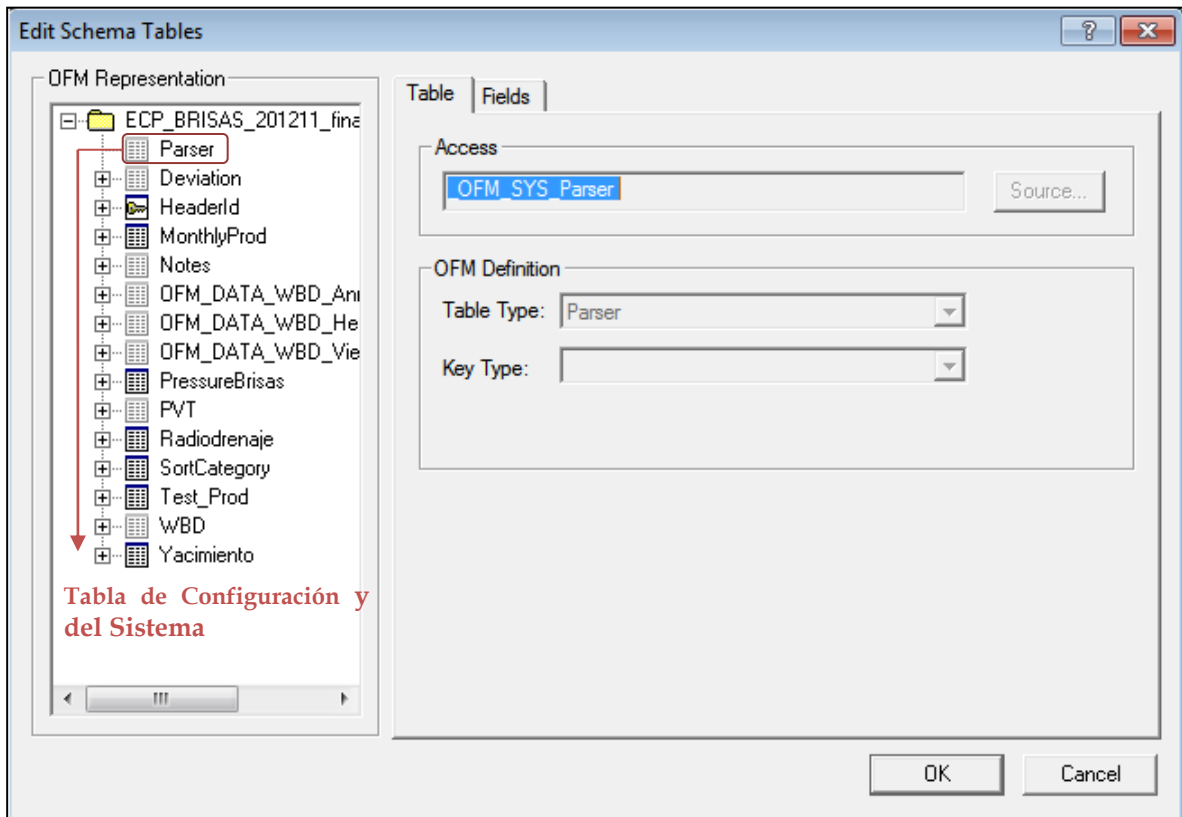 Edit Schema Tables
OFM Representation
ECP_BRISAS_201211_fina
Parser
Deviation
HeaderId
MonthlyProd
Notes
OFM_DATA_WBD_Ann
OFM_DATA_WBD_He
OFM_DATA_WBD_Vie
PressureBrisas
PVT
Radiodrenaje
SortCategory
Test_Prod
WBD
Yacimiento
Tabla de Configuración y
del Sistema
Table
Fields
Access
_OFM_SYS_Parser
Source...
OFM Definition
Table Type: Parser
Key Type:
OK
Cancel